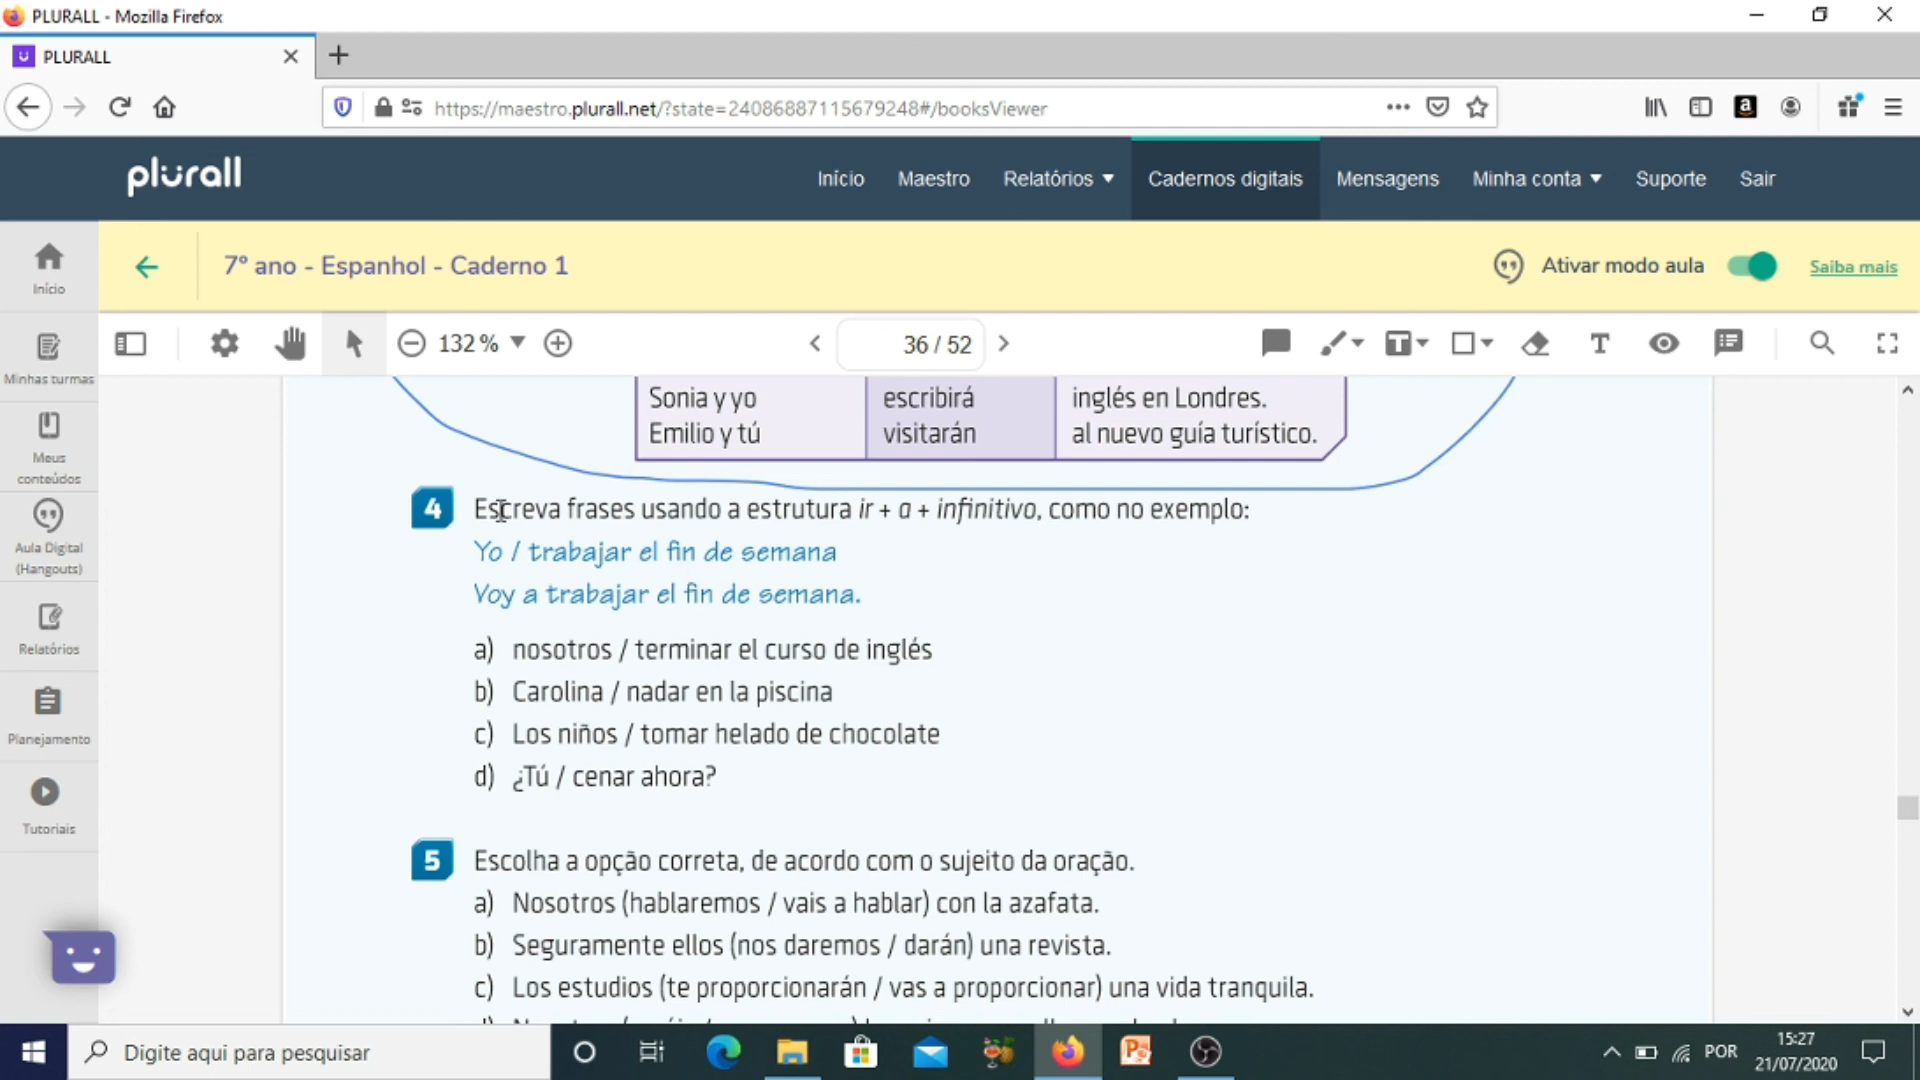 PLURALL - Mozilla Firefox
PLURALL
https://maestro.plurall.net/?state=24086887115679248#/booksViewer
plurall
Início Maestro Relatórios Cadernos digitais Mensagens Minha conta Suporte Sair
Início
Minhas turmas
Meus conteúdos
Aula Digital (Hangouts)
Relatórios
Planejamento
Tutoriais
7º ano - Espanhol - Caderno 1
Ativar modo aula Saiba mais
132 % 36 / 52
Sonia y yo escribirá inglés en Londres.
Emilio y tú visitarán al nuevo guía turístico.
4 Escreva frases usando a estrutura ir + a + infinitivo, como no exemplo:
Yo / trabajar el fin de semana
Voy a trabajar el fin de semana.
a) nosotros / terminar el curso de inglés
b) Carolina / nadar en la piscina
c) Los niños / tomar helado de chocolate
d) ¿Tú / cenar ahora?
5 Escolha a opção correta, de acordo com o sujeito da oração.
a) Nosotros (hablaremos / vais a hablar) con la azafata.
b) Seguramente ellos (nos daremos / darán) una revista.
c) Los estudios (te proporcionarán / vas a proporcionar) una vida tranquila.
Digite aqui para pesquisar
POR
15:27
21/07/2020